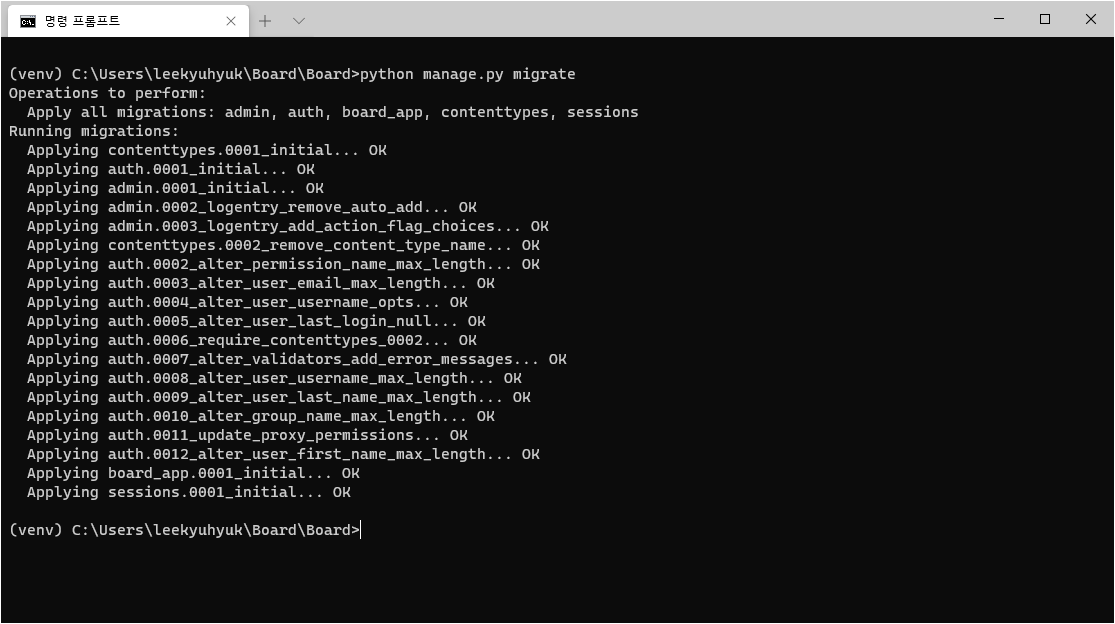 명령 프롬프트
(venv) C:\Users\leekyuhyuk\Board\Board>python manage.py migrate
Operations to perform:
  Apply all migrations: admin, auth, board_app, contenttypes, sessions
Running migrations:
  Applying contenttypes.0001_initial... OK
  Applying auth.0001_initial... OK
  Applying admin.0001_initial... OK
  Applying admin.0002_logentry_remove_auto_add... OK
  Applying admin.0003_logentry_add_action_flag_choices... OK
  Applying contenttypes.0002_remove_content_type_name... OK
  Applying auth.0002_alter_permission_name_max_length... OK
  Applying auth.0003_alter_user_email_max_length... OK
  Applying auth.0004_alter_user_username_opts... OK
  Applying auth.0005_alter_user_last_login_null... OK
  Applying auth.0006_require_contenttypes_0002... OK
  Applying auth.0007_alter_validators_add_error_messages... OK
  Applying auth.0008_alter_user_username_max_length... OK
  Applying auth.0009_alter_user_last_name_max_length... OK
  Applying auth.0010_alter_group_name_max_length... OK
  Applying auth.0011_update_proxy_permissions... OK
  Applying auth.0012_alter_user_first_name_max_length... OK
  Applying board_app.0001_initial... OK
  Applying sessions.0001_initial... OK
(venv) C:\Users\leekyuhyuk\Board\Board>